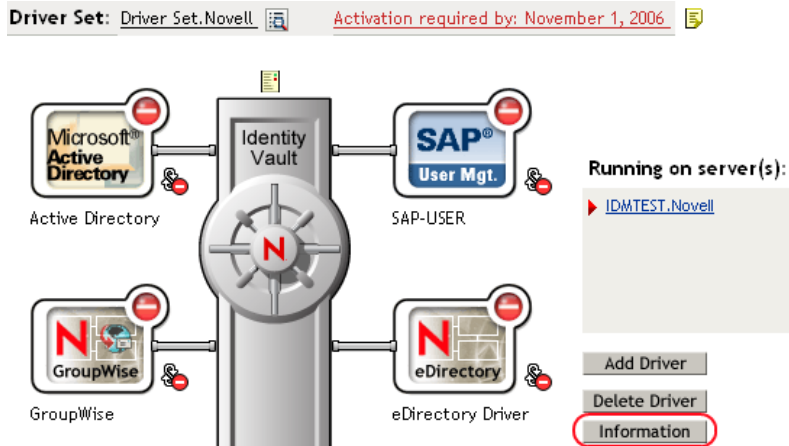 Driver Set: Driver Set.Novell Activation required by: November 1, 2006
Identity
Vault
Microsoft®
Active
Directory
Active Directory
SAP®
User Mgt.
SAP-USER
Running on server(s):
IDMTEST.Novell
N
N
GroupWise
GroupWise
N
eDirectory
eDirectory Driver
Add Driver
Delete Driver
Information